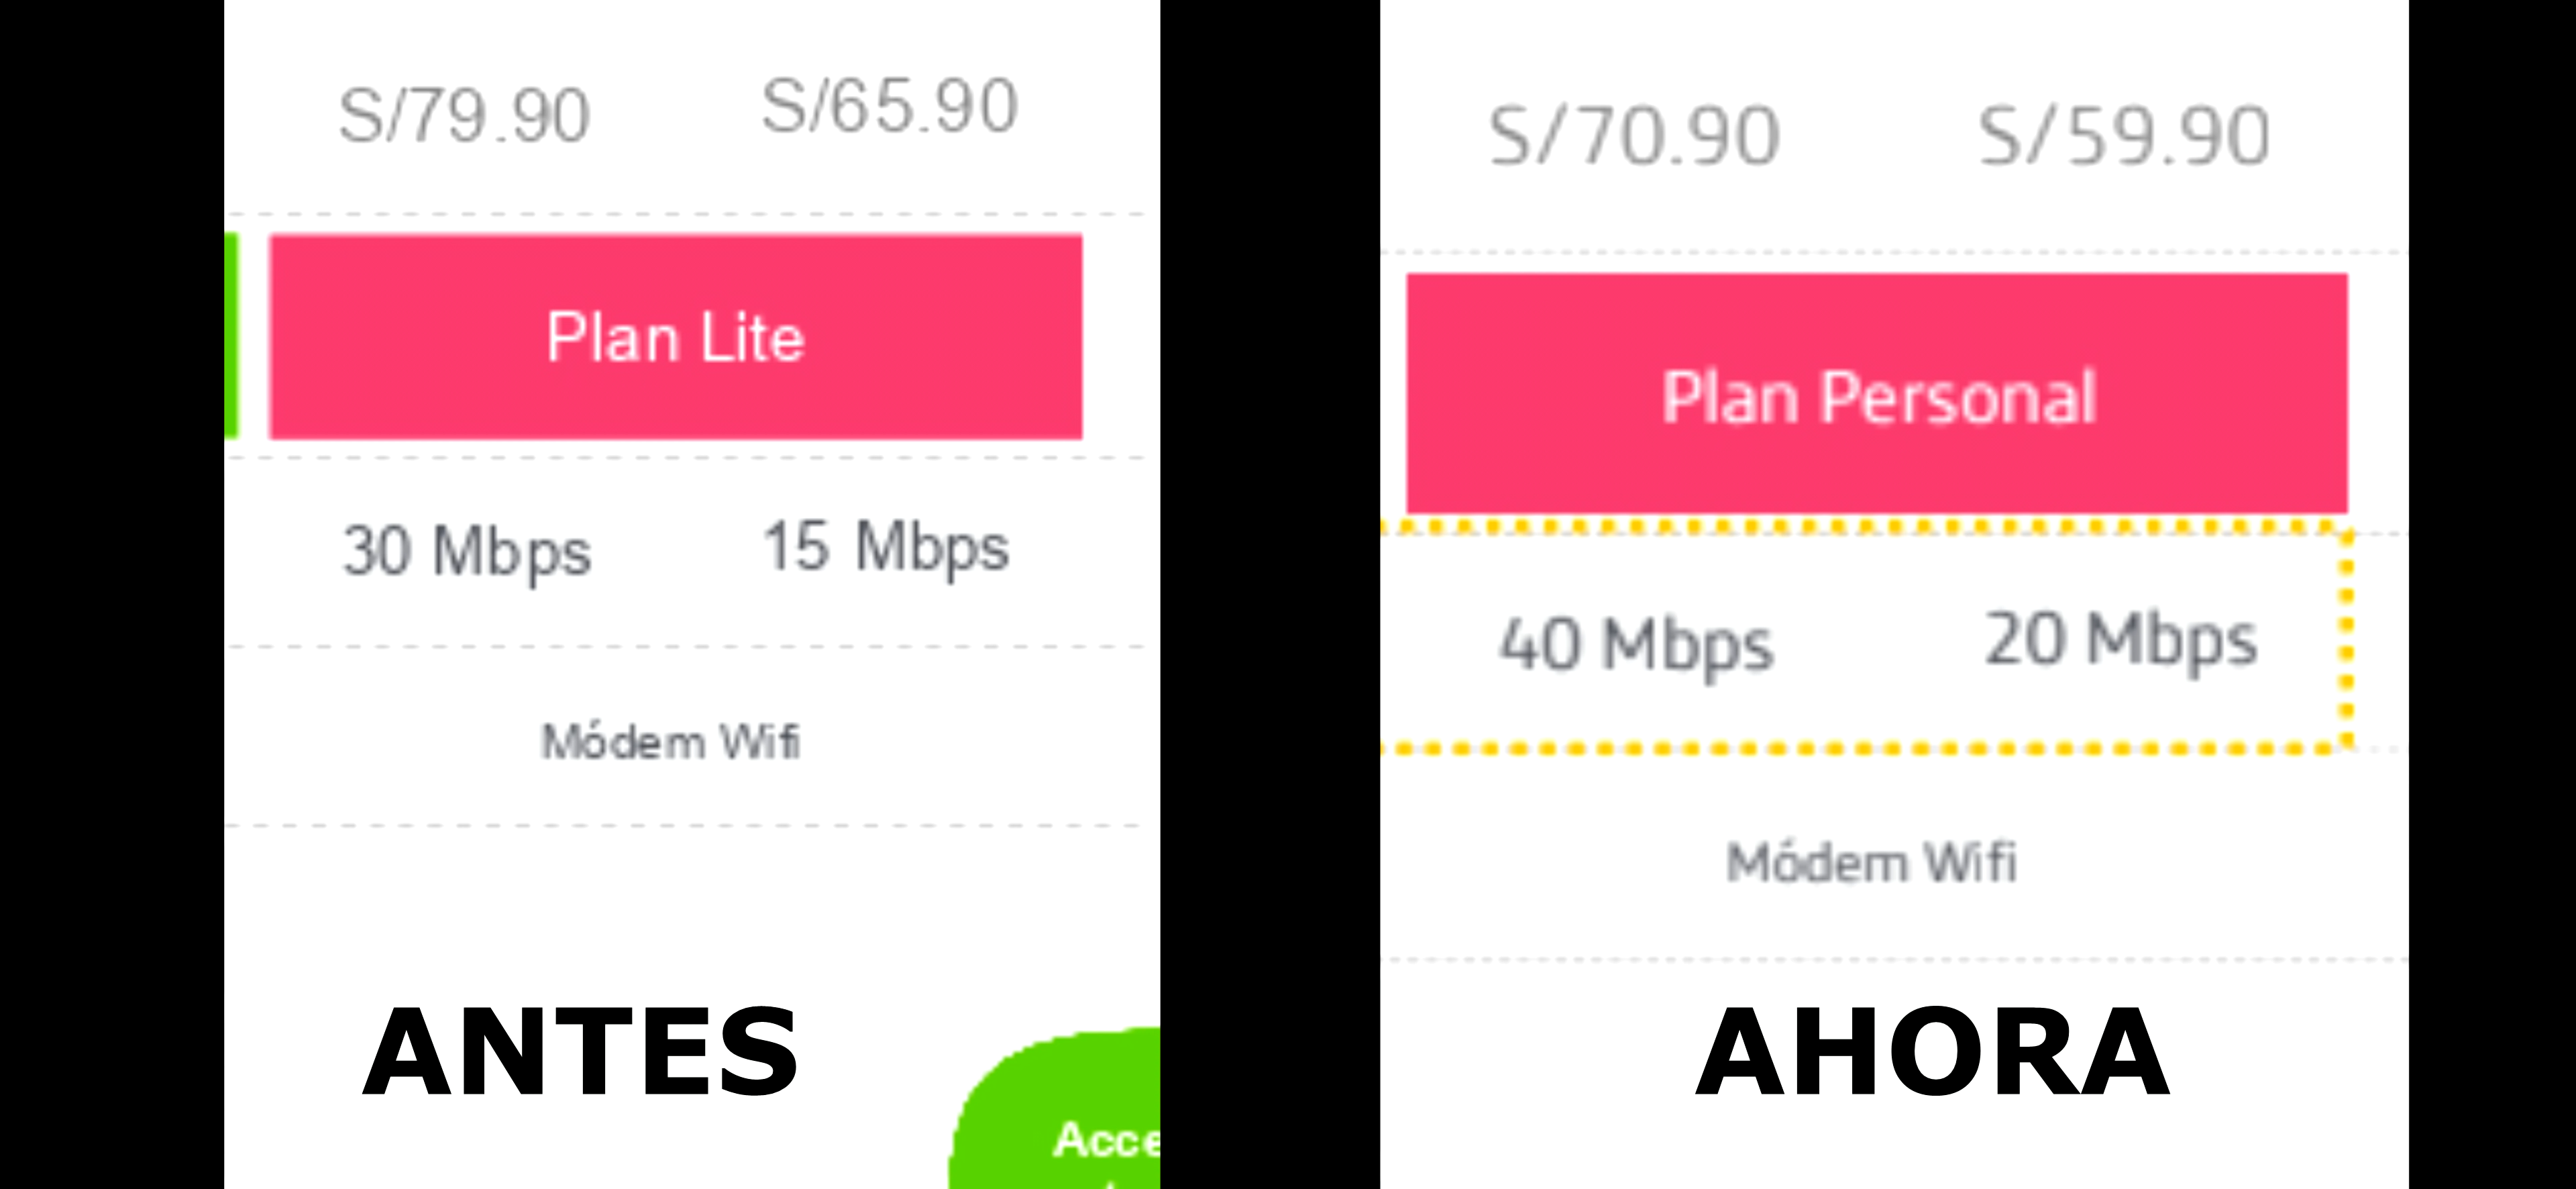 S/79.90 S/65.90
Plan Lite
30 Mbps 15 Mbps
Módem Wifi
ANTES
Acce
S/70.90 S/59.90
Plan Personal
40 Mbps 20 Mbps
Módem Wifi
AHORA